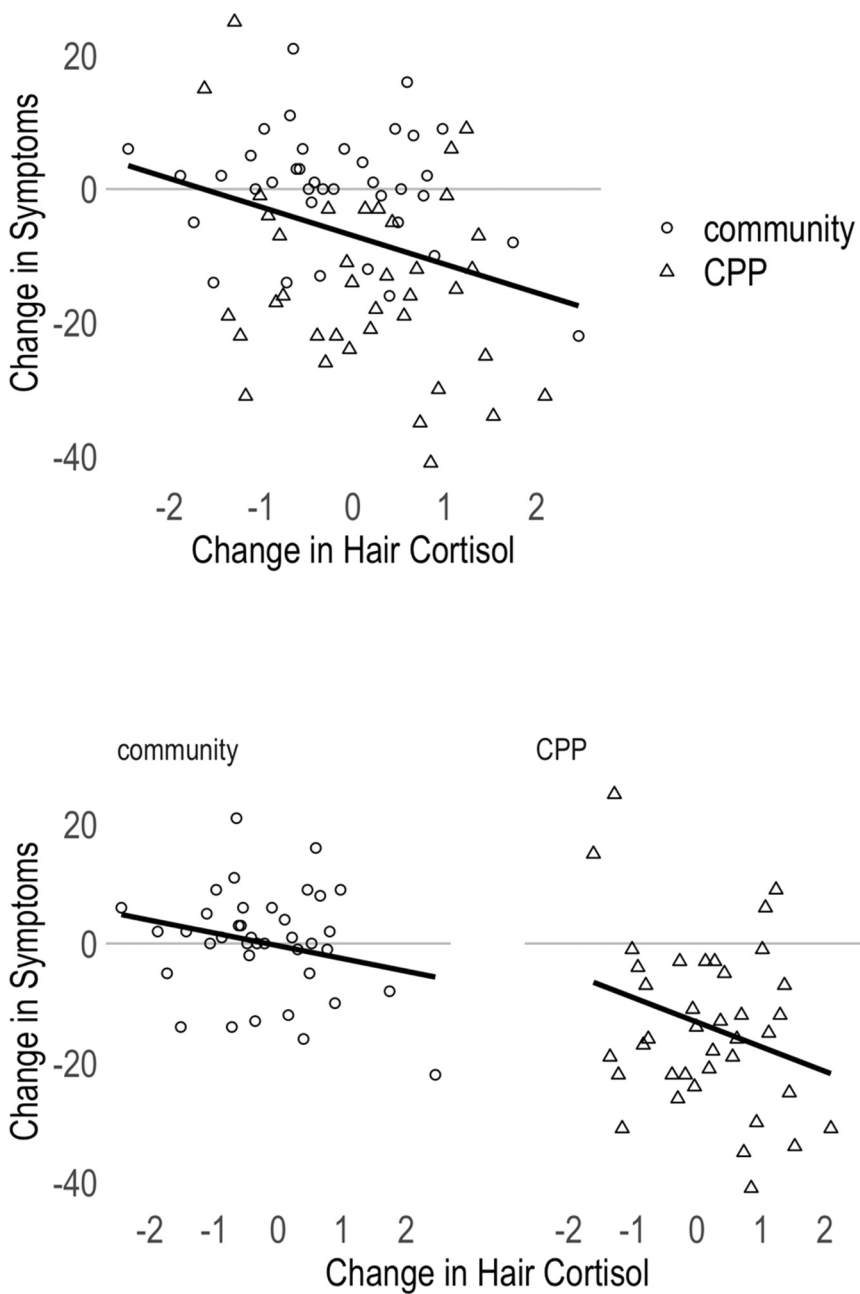 20
0
-20
-40
Change in Symptoms
-2 -1 0 1 2
Change in Hair Cortisol
community
CPP
community CPP
20
0
-20
-40
Change in Symptoms
-2 -1 0 1 2 -2 -1 0 1 2
Change in Hair Cortisol